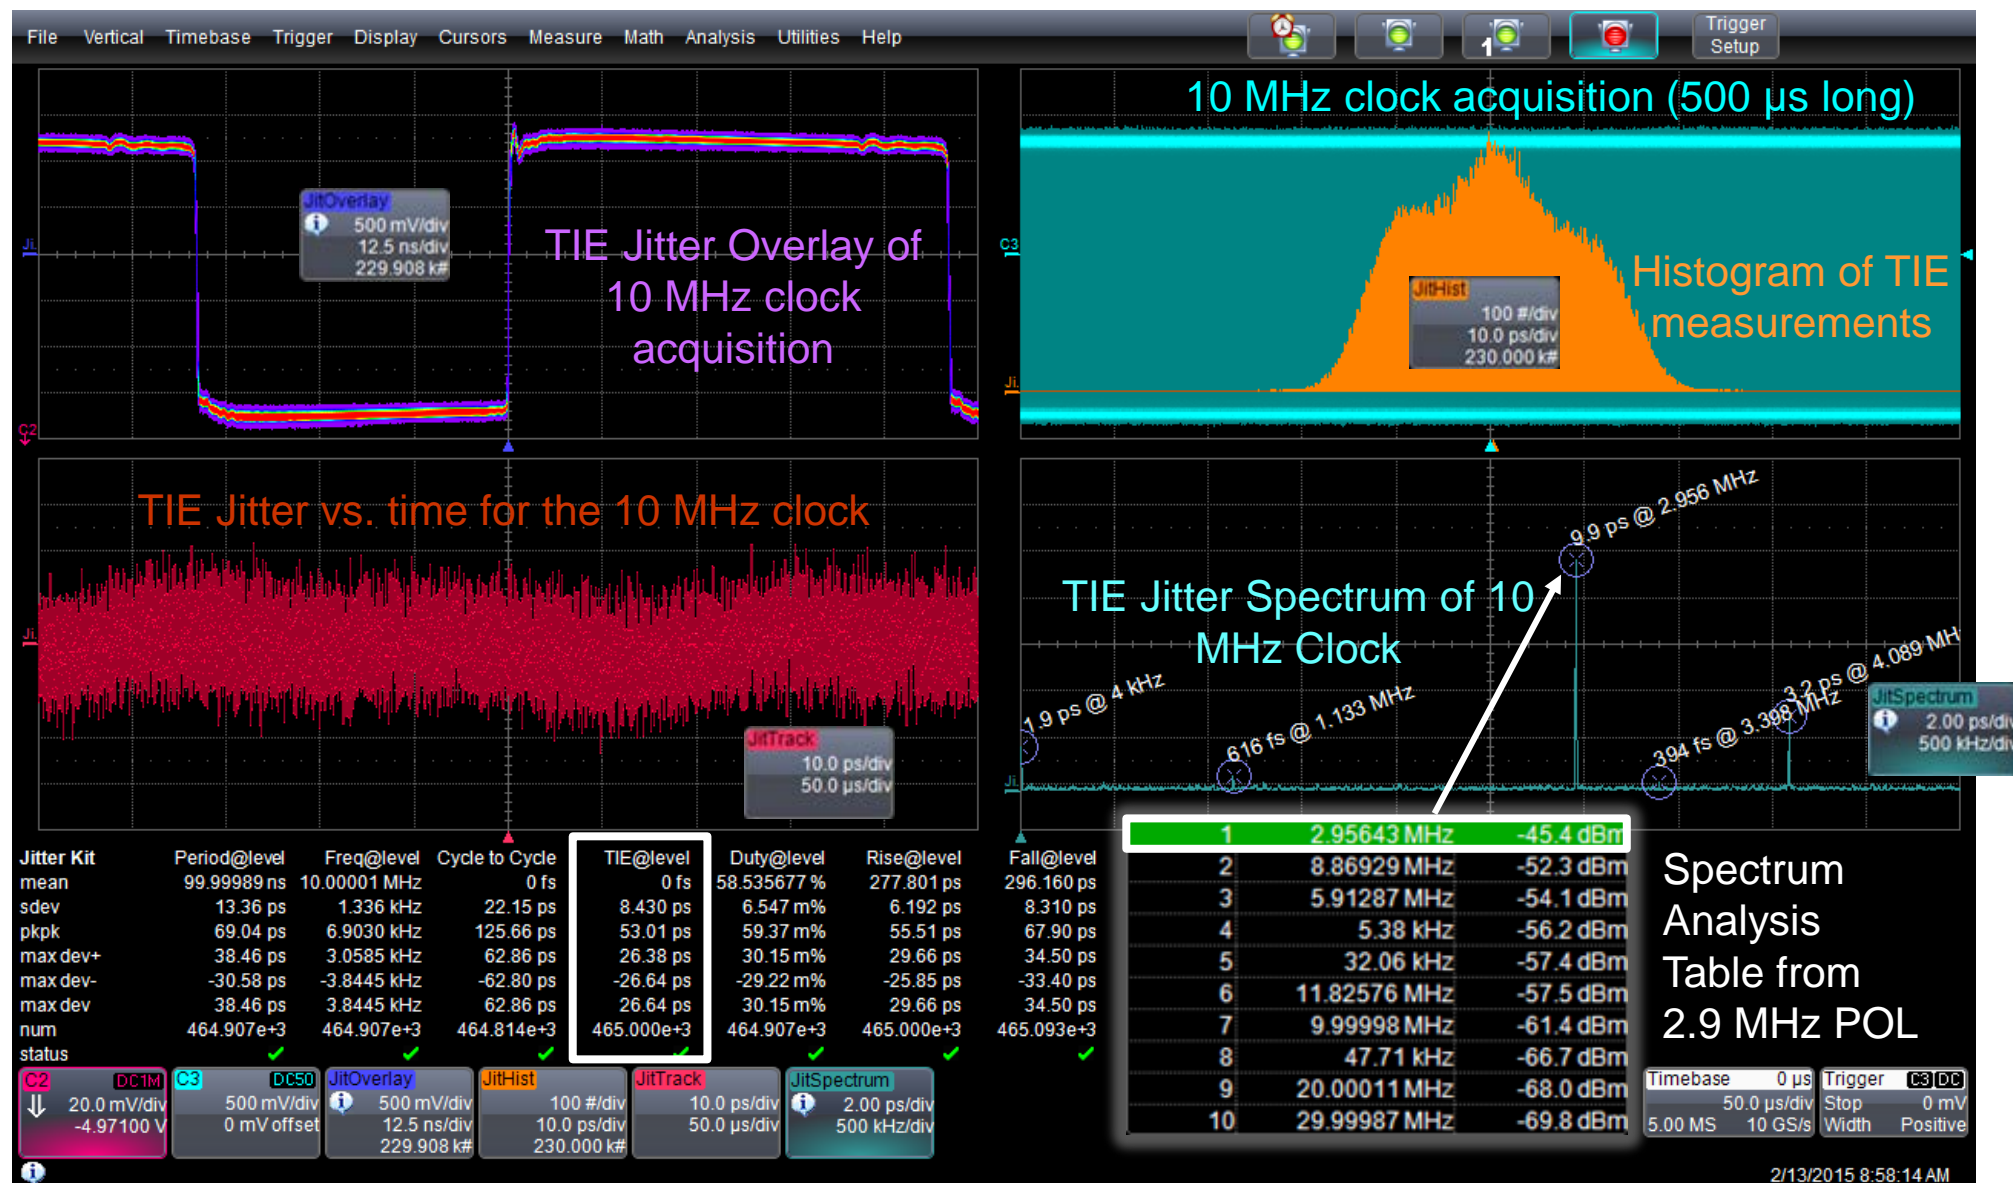 File Vertical Timebase Trigger Display Cursors Measure Math Analysis Utilities Help
1
Trigger
Setup
JitOverlay
500 mV/div
12.5 ns/div
229.908 k#
TIE Jitter Overlay of
10 MHz clock
acquisition
Ji.
C2
10 MHz clock acquisition (500 µs long)
C3
Histogram of TIE
measurements
JitHist
100 #/div
10.0 ps/div
230.000 k#
Ji.
TIE Jitter vs. time for the 10 MHz clock
Ji.
JitTrack
10.0 ps/div
50.0 µs/div
9.9 ps @ 2.956 MHz
TIE Jitter Spectrum of 10
MHz Clock
1.9 ps @ 4 kHz
616 fs @ 1.133 MHz
394 fs @ 3.398 MHz
3.2 ps @ 4.089 MH
JitSpectrum
2.00 ps/div
500 kHz/div
Ji.
Jitter Kit Period@level Freq@level Cycle to Cycle TIE@level Duty@level Rise@level Fall@level
mean 99.99989 ns 10.00001 MHz 0 fs 0 fs 58.535677 % 277.801 ps 296.160 ps
sdev 13.36 ps 1.336 kHz 22.15 ps 8.430 ps 6.547 m% 6.192 ps 8.310 ps
pkpk 69.04 ps 6.9030 kHz 125.66 ps 53.01 ps 59.37 m% 55.51 ps 67.90 ps
max dev+ 38.46 ps 3.0585 kHz 62.86 ps 26.38 ps 30.15 m% 29.66 ps 34.50 ps
max dev- -30.58 ps -3.8445 kHz -62.80 ps -26.64 ps -29.22 m% -25.85 ps -33.40 ps
max dev 38.46 ps 3.8445 kHz 62.86 ps 26.64 ps 30.15 m% 29.66 ps 34.50 ps
num 464.907e+3 464.907e+3 464.814e+3 465.000e+3 464.907e+3 465.000e+3 465.093e+3
status
1 2.95643 MHz -45.4 dBm
2 8.86929 MHz -52.3 dBm
3 5.91287 MHz -54.1 dBm
4 5.38 kHz -56.2 dBm
5 32.06 kHz -57.4 dBm
6 11.82576 MHz -57.5 dBm
7 9.99998 MHz -61.4 dBm
8 47.71 kHz -66.7 dBm
9 20.00011 MHz -68.0 dBm
10 29.99987 MHz -69.8 dBm
Spectrum
Analysis
Table from
2.9 MHz POL
C2 DC1M
20.0 mV/div
-4.97100 V
C3 DC50
500 mV/div
0 mV offset
JitOverlay
500 mV/div
12.5 ns/div
229.908 k#
JitHist
100 #/div
10.0 ps/div
230.000 k#
JitTrack
10.0 ps/div
50.0 µs/div
JitSpectrum
2.00 ps/div
500 kHz/div
Timebase 0 µs
50.0 µs/div
5.00 MS 10 GS/s
Trigger C3 DC
Stop 0 mV
Width Positive
2/13/2015 8:58:14 AM